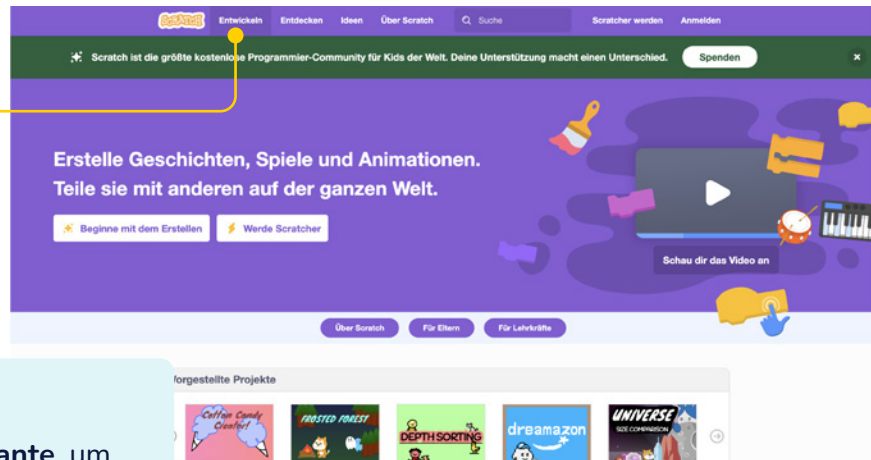 SCRATCH Entwickeln Entdecken Ideen Über Scratch Suche Scratcher werden Anmelden
Scratch ist die größte kostenlose Programmier-Community für Kids der Welt. Deine Unterstützung macht einen Unterschied. Spenden
Erstelle Geschichten, Spiele und Animationen.
Teile sie mit anderen auf der ganzen Welt.
Beginne mit dem Erstellen Werde Scratcher
Schau dir das Video an
Über Scratch Für Eltern Für Lehrkräfte
Vorgestellte Projekte
Cotton Candy
Creator!
FROSTED FOREST
DEPTH SORTING
dreamazon
UNIVERSE
SIZE COMPARISON
ante, um